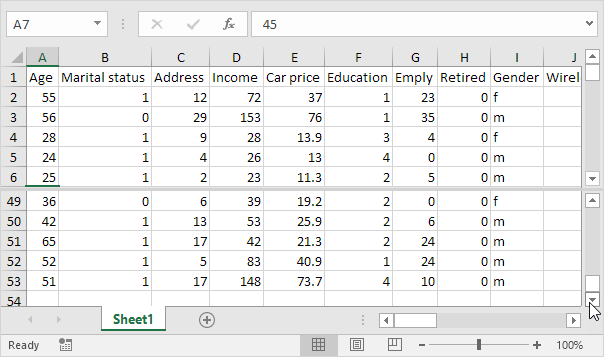 A7 fx 45
A B C D E F G H I J
1 Age Marital status Address Income Car price Education Emply Retired Gender Wirel
2 55 1 12 72 37 1 23 0 f
3 56 0 29 153 76 1 35 0 m
4 28 1 9 28 13.9 3 4 0 f
5 24 1 4 26 13 4 0 0 m
6 25 1 2 23 11.3 2 5 0 m
49 36 0 6 39 19.2 2 0 0 f
50 42 1 13 53 25.9 2 6 0 m
51 65 1 17 42 21.3 2 24 0 m
52 52 1 5 83 40.9 1 24 0 m
53 51 1 17 148 73.7 4 10 0 m
54
Sheet1
Ready 100%